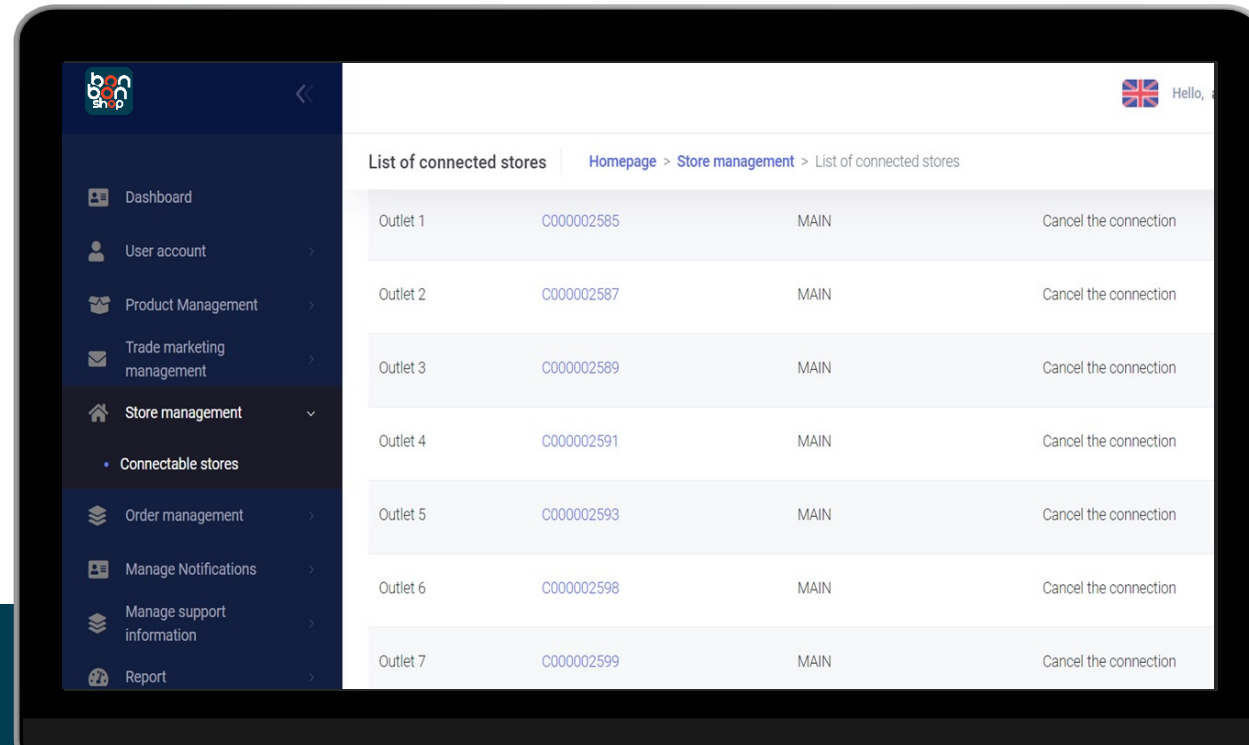 bon
bon
shop
Hello,
List of connected stores
Homepage > Store management > List of connected stores
Dashboard
User account
Product Management
Trade marketing
management
Store management
• Connectable stores
Order management
Manage Notifications
Manage support
information
Report
Outlet 1 C000002585 MAIN Cancel the connection
Outlet 2 C000002587 MAIN Cancel the connection
Outlet 3 C000002589 MAIN Cancel the connection
Outlet 4 C000002591 MAIN Cancel the connection
Outlet 5 C000002593 MAIN Cancel the connection
Outlet 6 C000002598 MAIN Cancel the connection
Outlet 7 C000002599 MAIN Cancel the connection